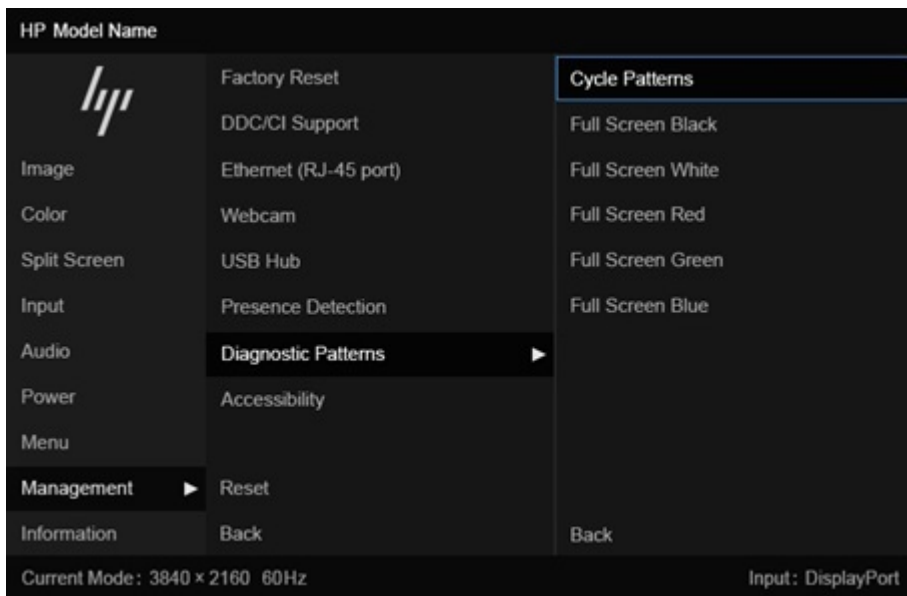 HP Model Name
hp
Image
Color
Split Screen
Input
Audio
Power
Menu
Management ▶
Information
Factory Reset
DDC/CI Support
Ethernet (RJ-45 port)
Webcam
USB Hub
Presence Detection
Diagnostic Patterns ▶
Accessibility
Reset
Back
Cycle Patterns
Full Screen Black
Full Screen White
Full Screen Red
Full Screen Green
Full Screen Blue
Back
Current Mode: 3840 × 2160 60Hz
Input: DisplayPort